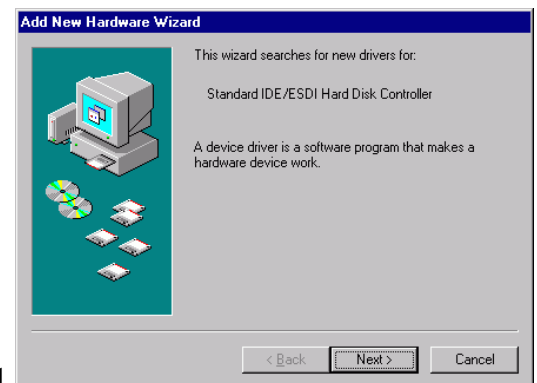 Add New Hardware Wizard
This wizard searches for new drivers for:
Standard IDE/ESDI Hard Disk Controller
A device driver is a software program that makes a
hardware device work.
< Back
Next >
Cancel